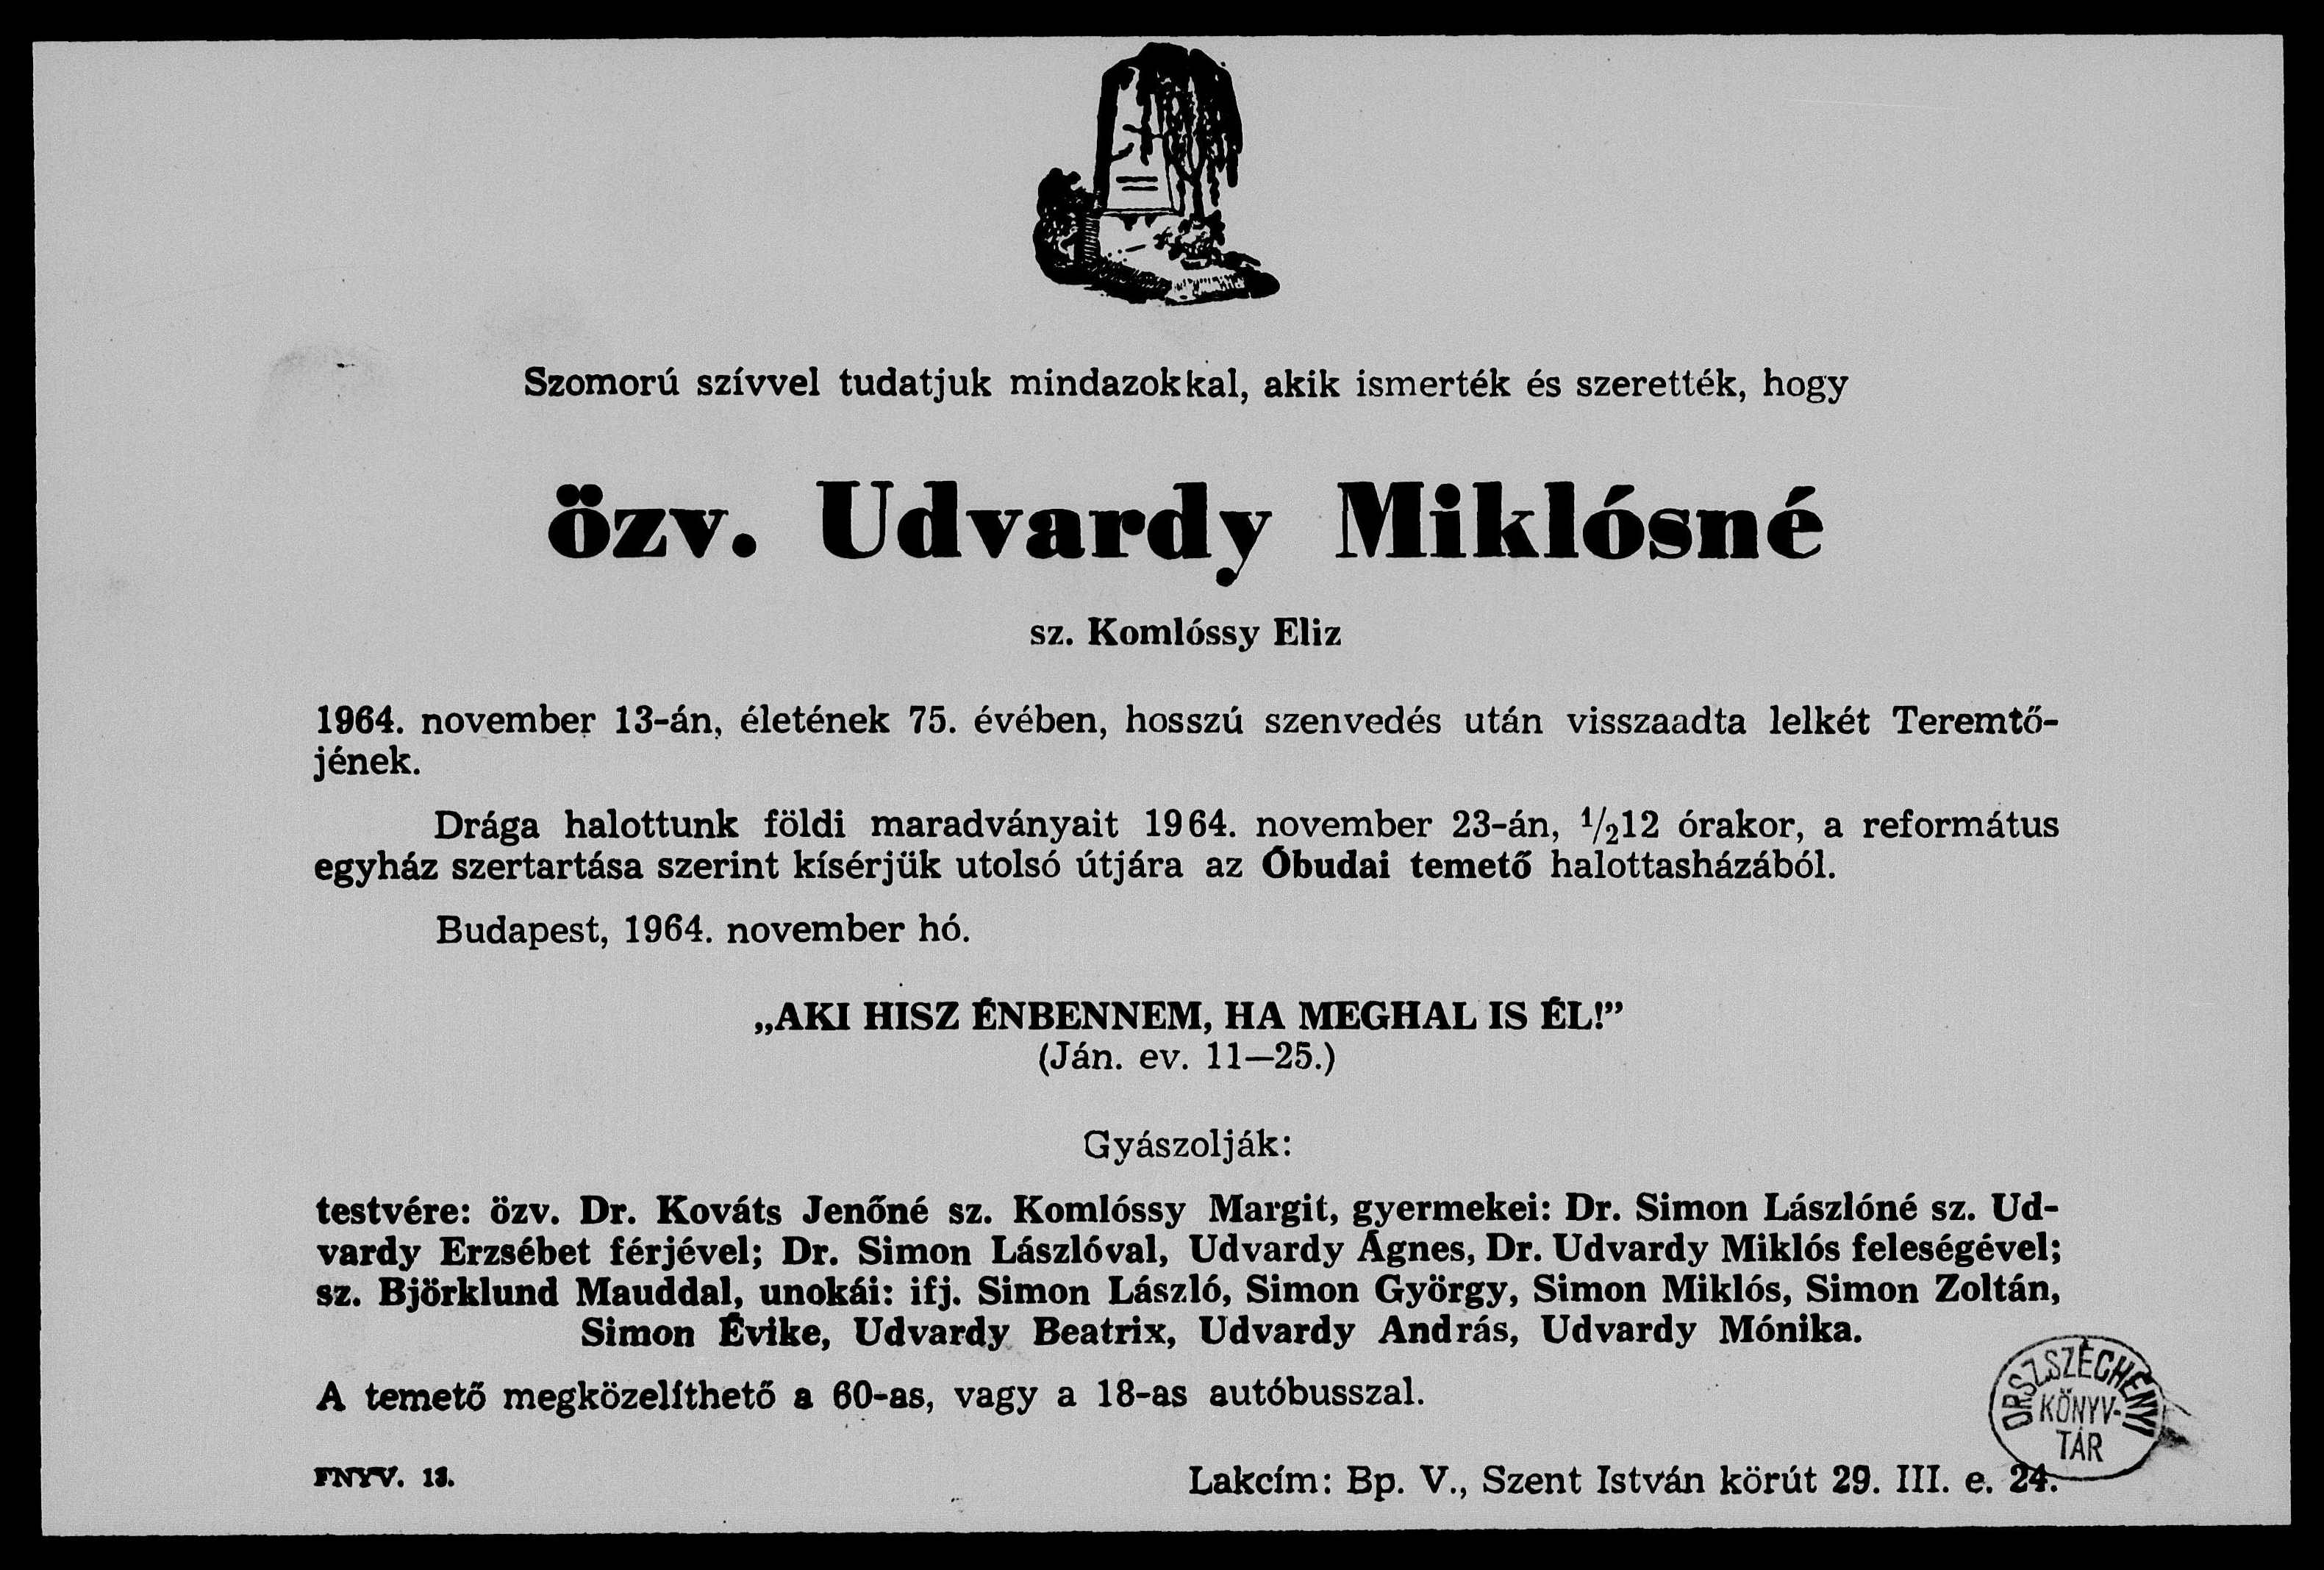 Szomorú szívvel tudatjuk mindazokkal, akik ismerték és szerették, hogy
özv. Udvardy Miklósné
sz. Komlóssy Eliz
1964. november 13-án, életének 75. évében, hosszú szenvedés után visszaadta lelkét Teremtő-
jének.
Drága halottunk földi maradványait 1964. november 23-án, 1/212 órakor, a református
egyház szertartása szerint kísérjük utolsó útjára az Óbudai temető halottasházából.
Budapest, 1964. november hó.
„AKI HISZ ÉNBENNEM, HA MEGHAL IS ÉL!”
(Ján. ev. 11—25.)
Gyászolják:
testvére: özv. Dr. Kováts Jenőné sz. Komlóssy Margit, gyermekei: Dr. Simon Lászlóné sz. Ud-
vardy Erzsébet férjével; Dr. Simon Lászlóval, Udvardy Ágnes, Dr. Udvardy Miklós feleségével;
sz. Björklund Mauddal, unokái: ifj. Simon László, Simon György, Simon Miklós, Simon Zoltán,
Simon Évike, Udvardy Beatrix, Udvardy András, Udvardy Mónika.
A temető megközelíthető a 60-as, vagy a 18-as autóbusszal.
ORSZ SZÉCHÉNYI
KÖNYV-
TÁR
FNYV. 13.
Lakcím: Bp. V., Szent István körút 29. III. e. 24.